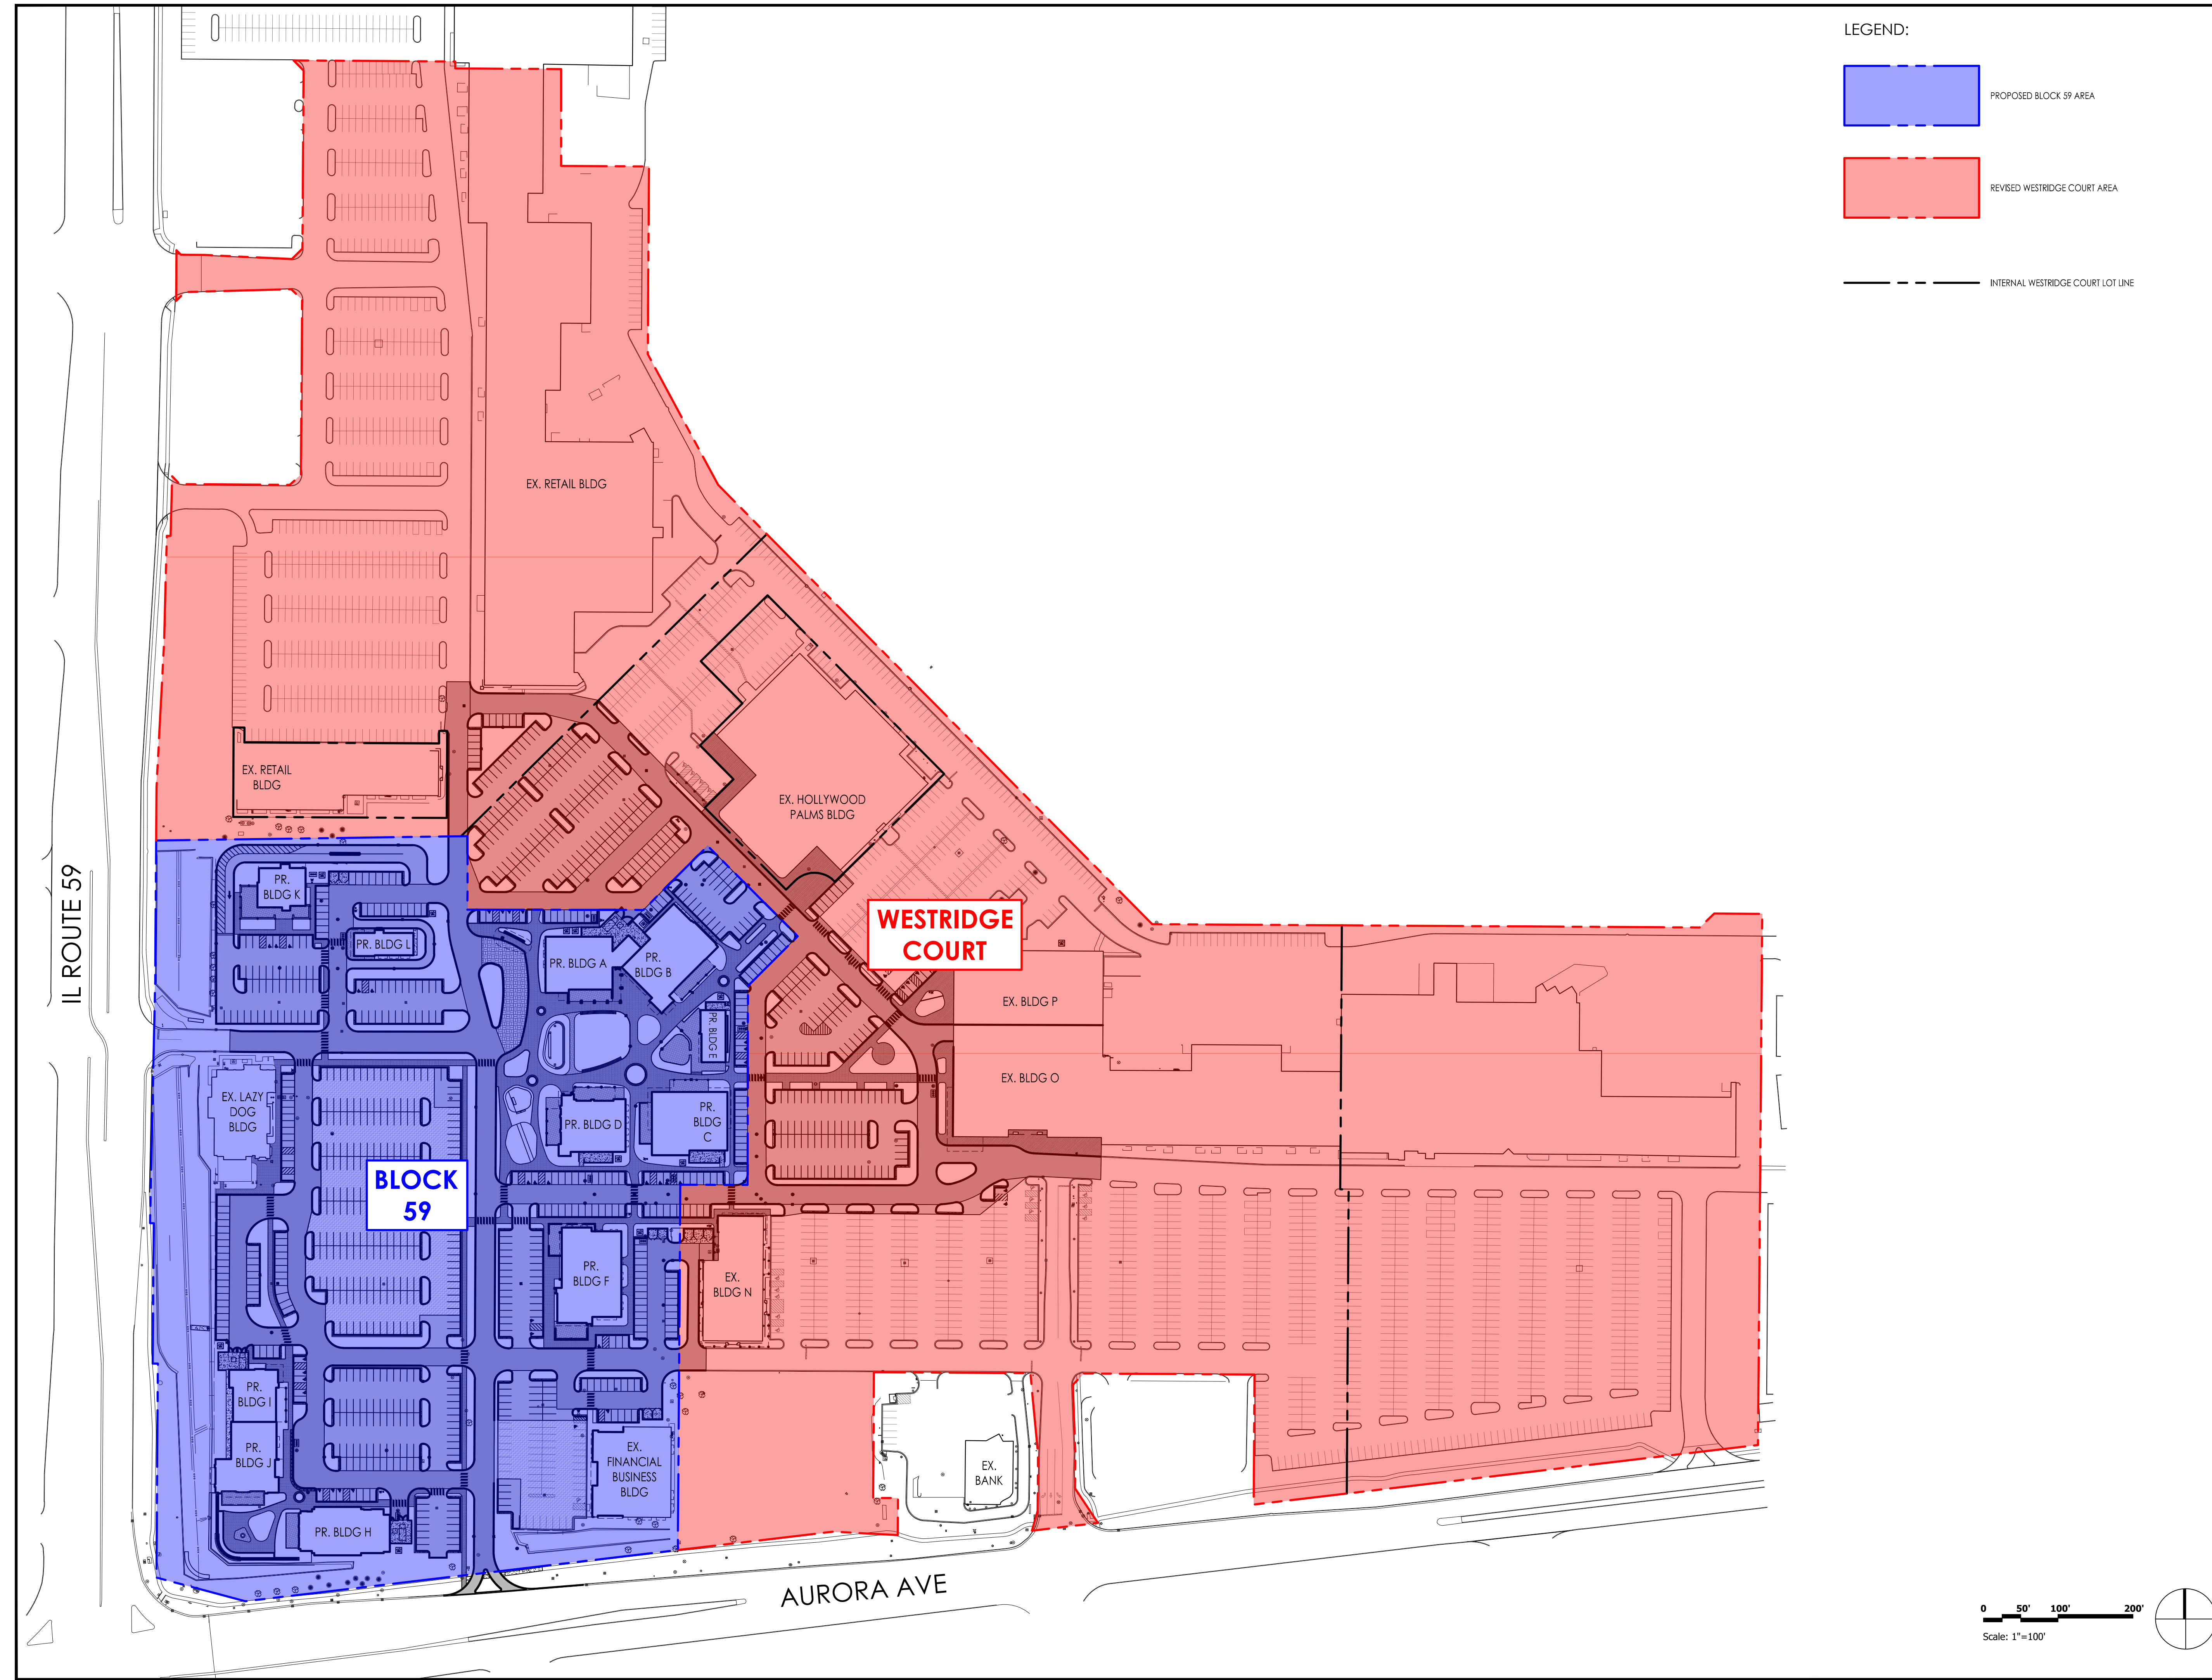 LEGEND:
PROPOSED BLOCK 59 AREA
REVISED WESTRIDGE COURT AREA
INTERNAL WESTRIDGE COURT LOT LINE
EX. RETAIL BLDG
EX. RETAIL
BLDG
EX. HOLLYWOOD
PALMS BLDG
IL ROUTE 59
PR.
BLDG K
PR. BLDG L
PR. BLDG A
PR.
BLDG B
WESTRIDGE
COURT
EX. BLDG P
PR. BLDG E
EX. BLDG O
EX. LAZY
DOG
BLDG
PR. BLDG D
PR.
BLDG
C
BLOCK
59
PR.
BLDG F
EX.
BLDG N
PR.
BLDG I
PR.
BLDG J
EX.
FINANCIAL
BUSINESS
BLDG
EX.
BANK
PR. BLDG H
AURORA AVE
0 50' 100' 200'
Scale: 1"=100'